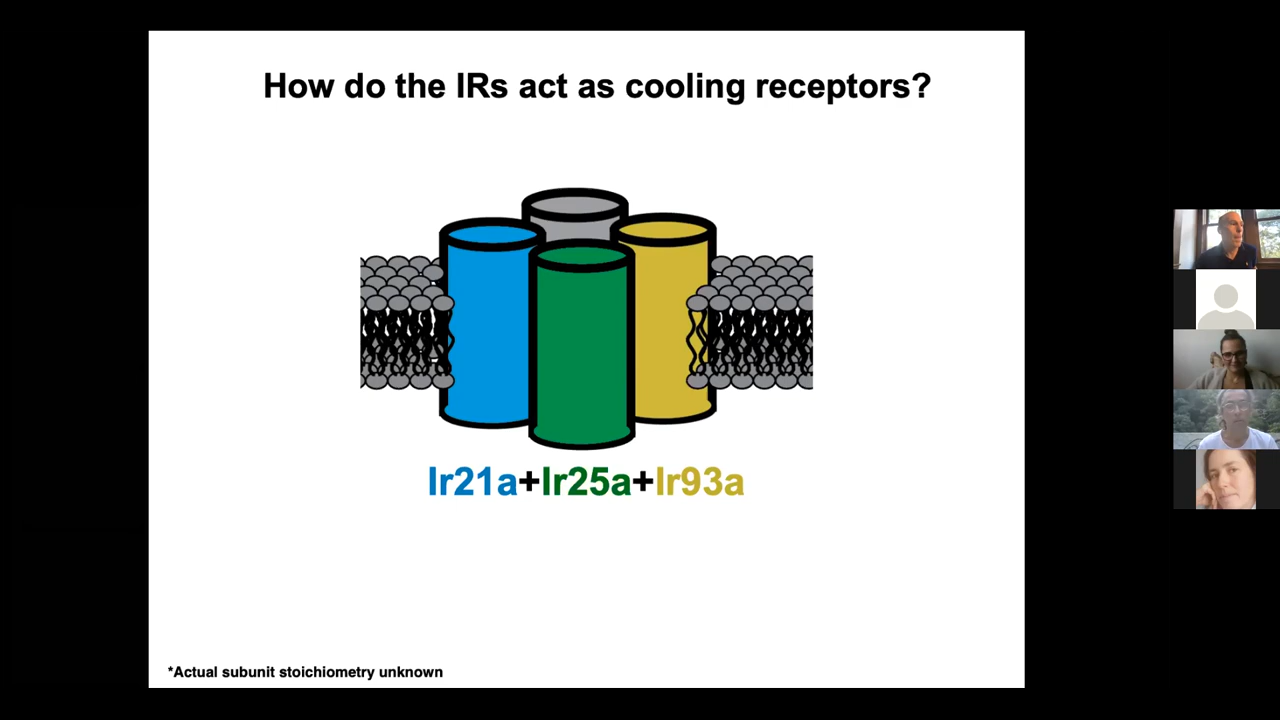 How do the IRs act as cooling receptors?
Ir21a+Ir25a+Ir93a
*Actual subunit stoichiometry unknown